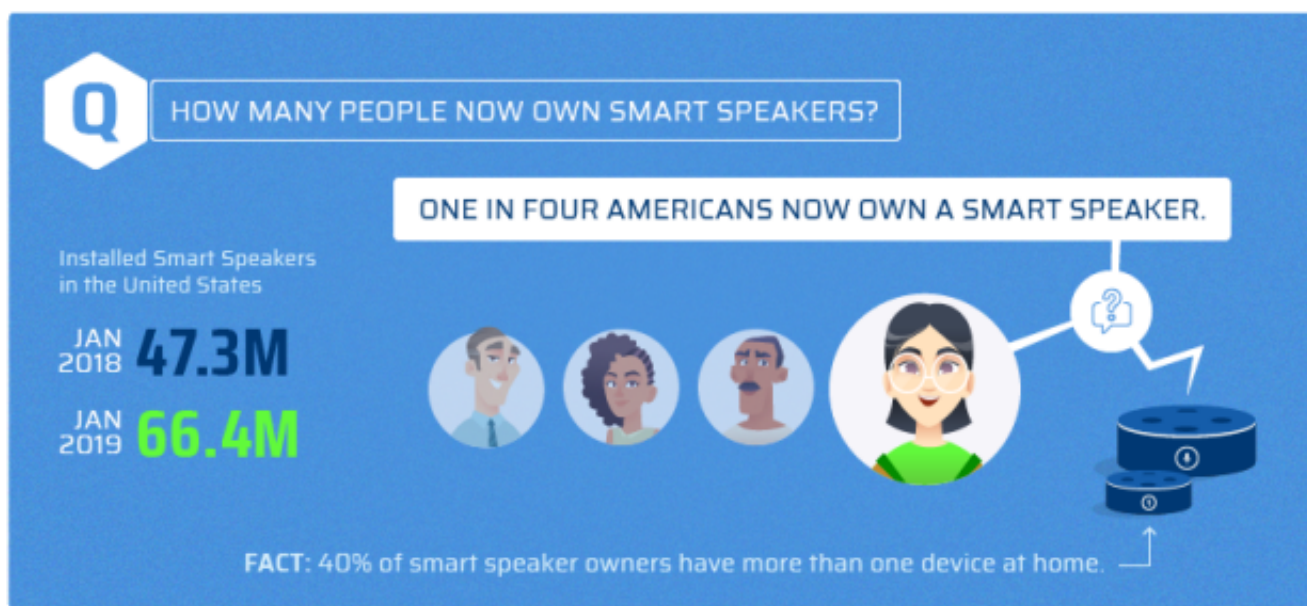 Q
HOW MANY PEOPLE NOW OWN SMART SPEAKERS?
ONE IN FOUR AMERICANS NOW OWN A SMART SPEAKER.
Installed Smart Speakers
in the United States
JAN
2018
47.3M
JAN
2019
66.4M
?
FACT: 40% of smart speaker owners have more than one device at home.